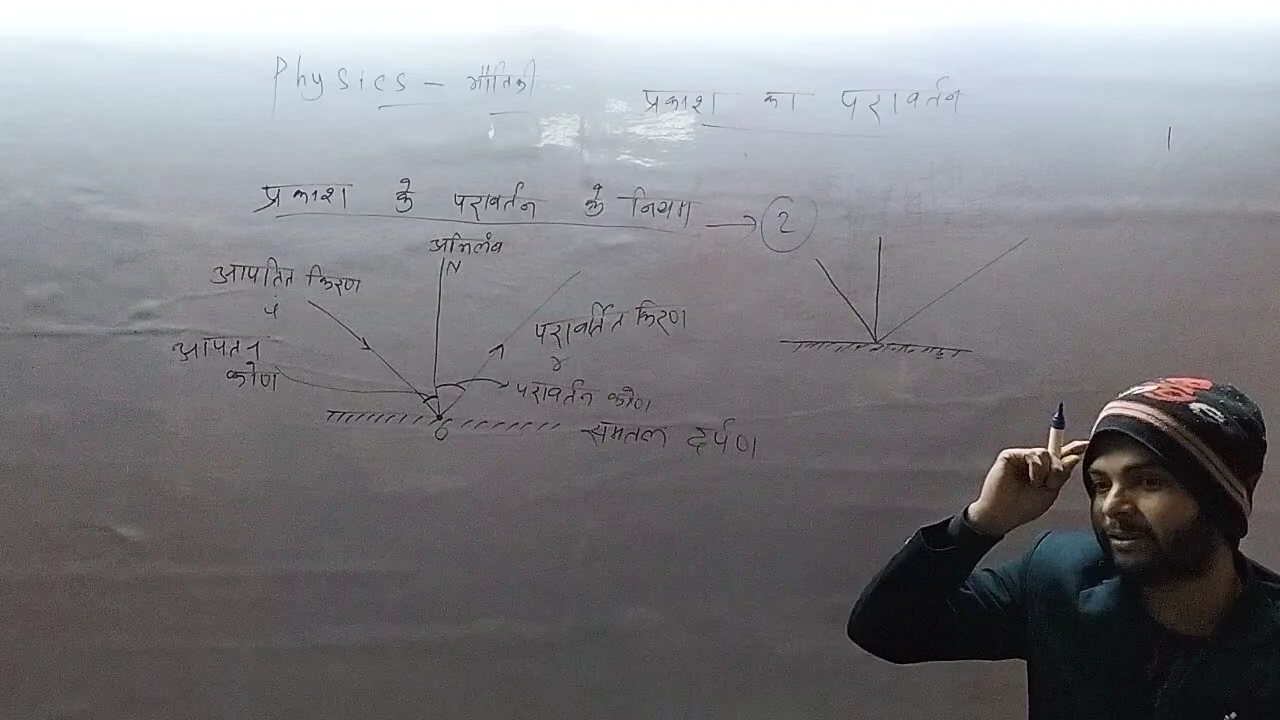 Physics - भौतिकी
प्रकाश का परावर्तन
प्रकाश के परावर्तन के नियम → 2
अभिलंब
N
आपतित किरण
i
परावर्तित किरण
r
आपतन
कोण
परावर्तन कोण
O
समतल दर्पण